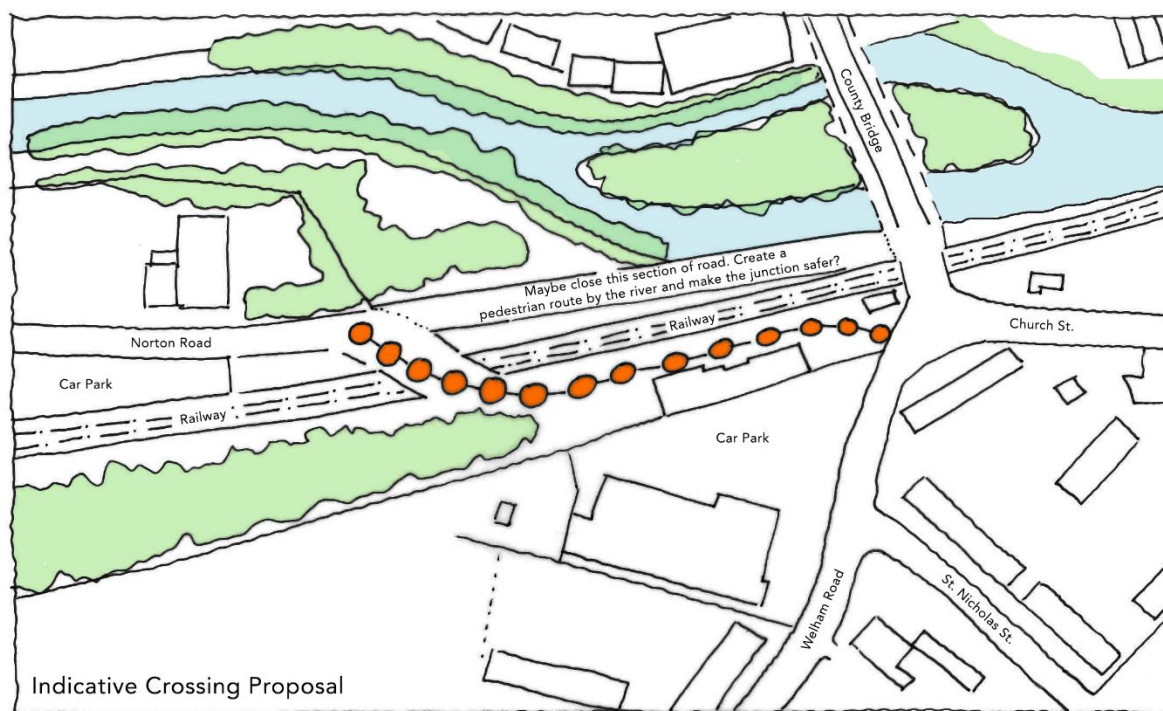 County Bridge
Maybe close this section of road. Create a
pedestrian route by the river and make the junction safer?
Railway
Church St.
Norton Road
Car Park
Railway
Car Park
Welham Road
St. Nicholas St.
Indicative Crossing Proposal